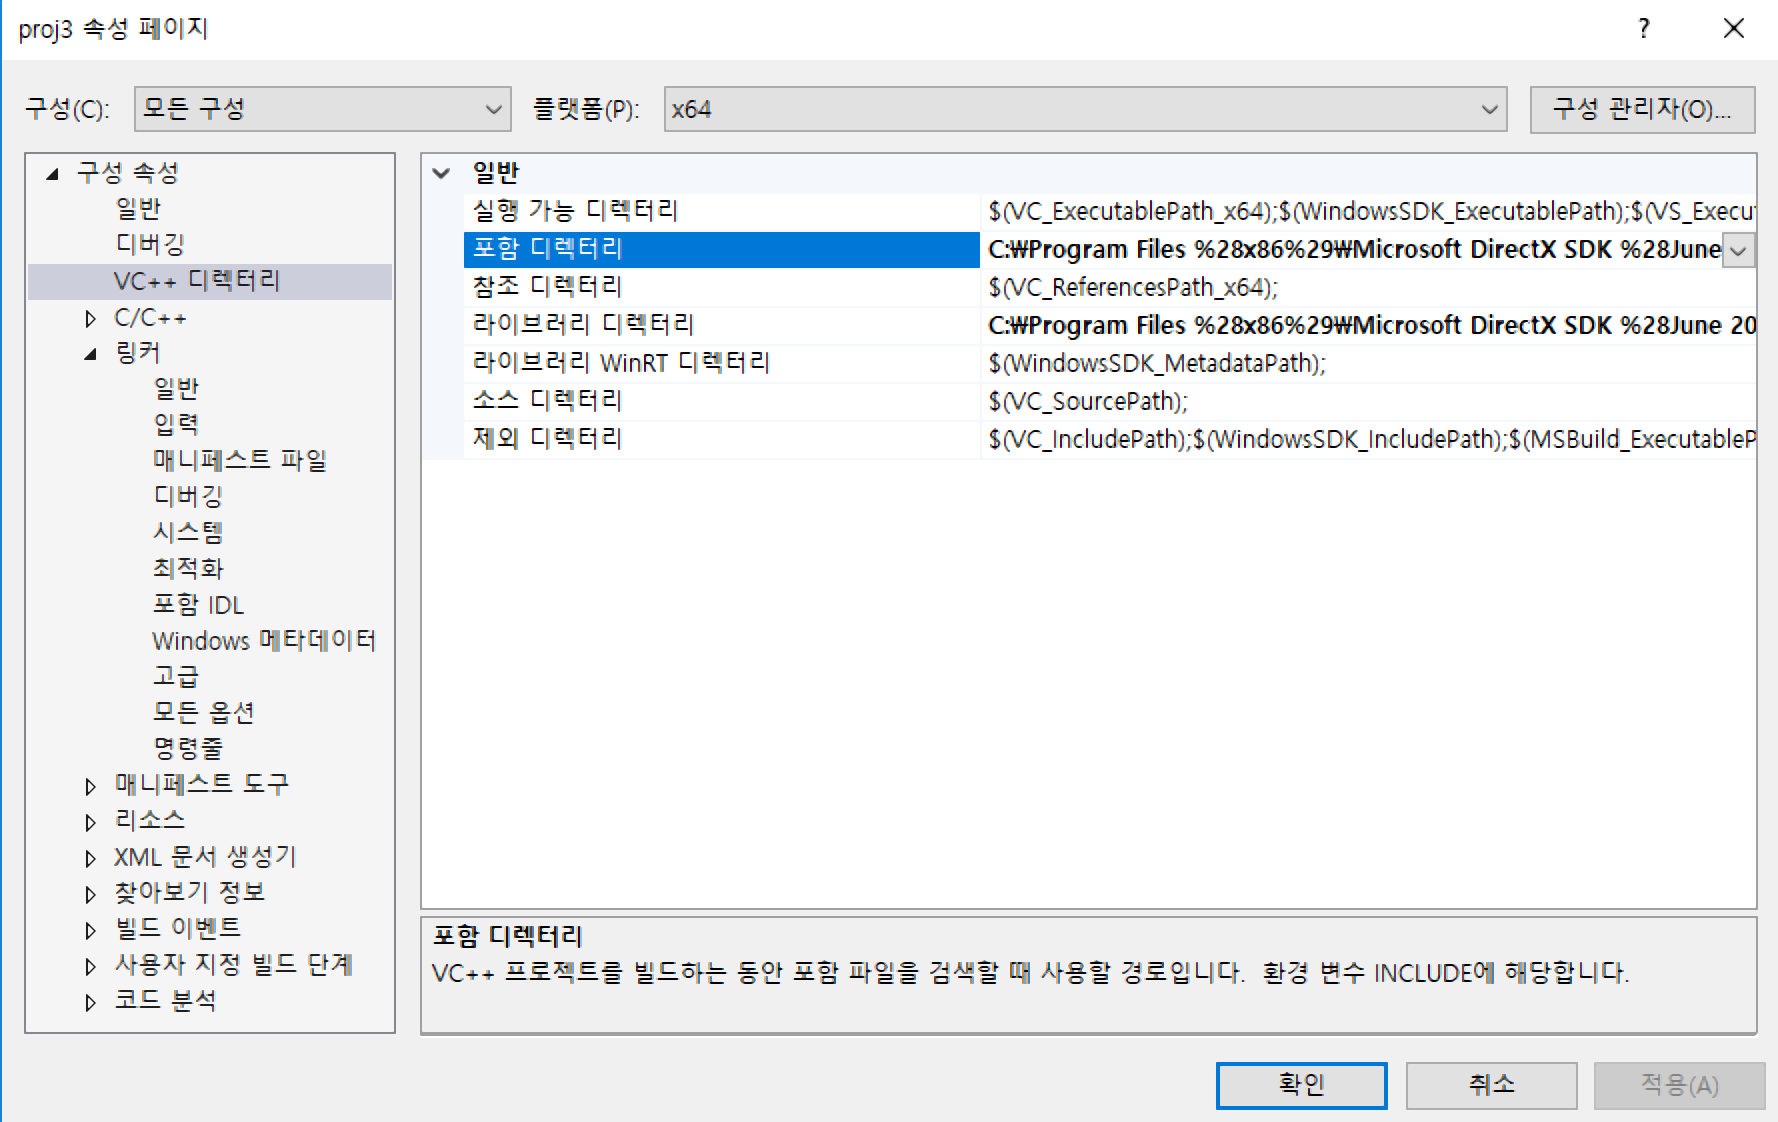 proj3 속성 페이지
?
구성(C):
모든 구성
플랫폼(P):
x64
구성 관리자(O)...
구성 속성
일반
디버깅
VC++ 디렉터리
C/C++
링커
일반
입력
매니페스트 파일
디버깅
시스템
최적화
포함 IDL
Windows 메타데이터
고급
모든 옵션
명령줄
매니페스트 도구
리소스
XML 문서 생성기
찾아보기 정보
빌드 이벤트
사용자 지정 빌드 단계
코드 분석
일반
실행 가능 디렉터리 $(VC_ExecutablePath_x64);$(WindowsSDK_ExecutablePath);$(VS_Execut
포함 디렉터리 C:₩Program Files %28x86%29₩Microsoft DirectX SDK %28June
참조 디렉터리 $(VC_ReferencesPath_x64);
라이브러리 디렉터리 C:₩Program Files %28x86%29₩Microsoft DirectX SDK %28June 20
라이브러리 WinRT 디렉터리 $(WindowsSDK_MetadataPath);
소스 디렉터리 $(VC_SourcePath);
제외 디렉터리 $(VC_IncludePath);$(WindowsSDK_IncludePath);$(MSBuild_ExecutableP
포함 디렉터리
VC++ 프로젝트를 빌드하는 동안 포함 파일을 검색할 때 사용할 경로입니다. 환경 변수 INCLUDE에 해당합니다.
확인
취소
적용(A)